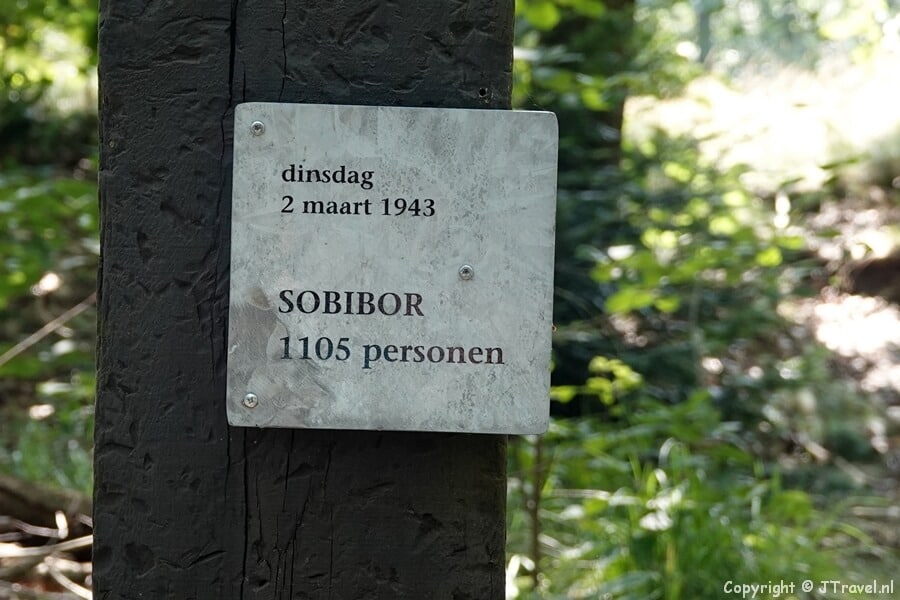 dinsdag
2 maart 1943
SOBIBOR
1105 personen
Copyright © JTravel.nl